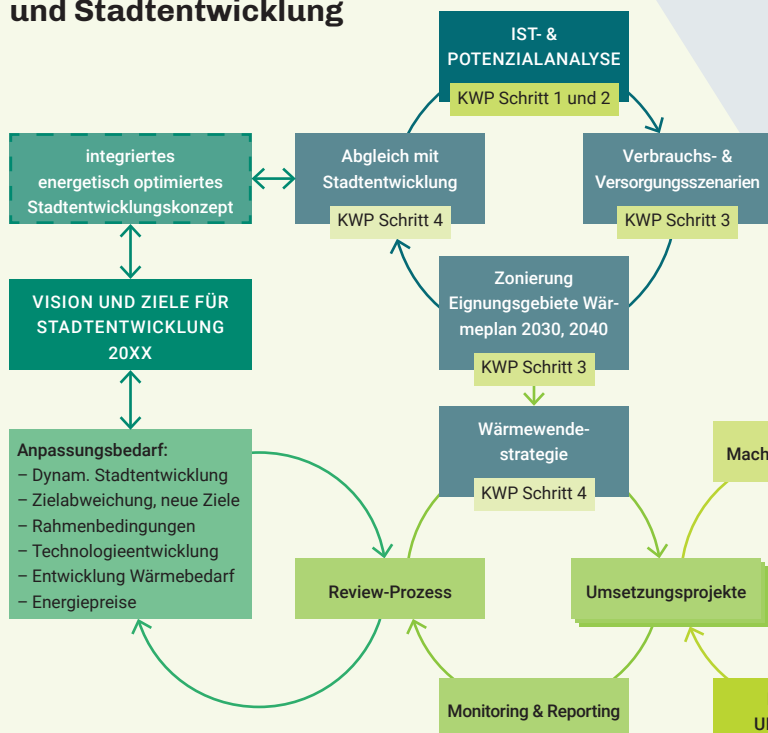 und Stadtentwicklung
IST- &
POTENZIALANALYSE
KWP Schritt 1 und 2
integriertes
energetisch optimiertes
Stadtentwicklungskonzept
Abgleich mit
Stadtentwicklung
KWP Schritt 4
Verbrauchs- &
Versorgungsszenarien
KWP Schritt 3
Zonierung
Eignungsgebiete Wär-
meplan 2030, 2040
KWP Schritt 3
VISION UND ZIELE FÜR
STADTENTWICKLUNG
20XX
Wärmewende-
strategie
KWP Schritt 4
Anpassungsbedarf:
– Dynam. Stadtentwicklung
– Zielabweichung, neue Ziele
– Rahmenbedingungen
– Technologieentwicklung
– Entwicklung Wärmebedarf
– Energiepreise
Mach
Review-Prozess
Umsetzungsprojekte
Monitoring & Reporting